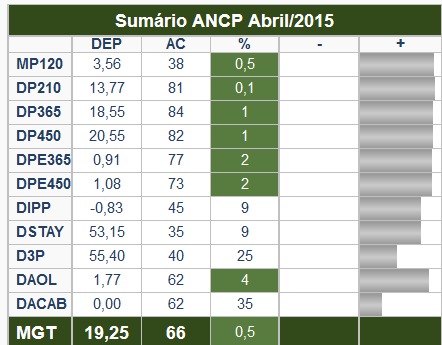 Sumário ANCP Abril/2015
DEP AC % - +
MP120 3,56 38 0,5
DP210 13,77 81 0,1
DP365 18,55 84 1
DP450 20,55 82 1
DPE365 0,91 77 2
DPE450 1,08 73 2
DIPP -0,83 45 9
DSTAY 53,15 35 9
D3P 55,40 40 25
DAOL 1,77 62 4
DACAB 0,00 62 35
MGT 19,25 66 0,5 - +